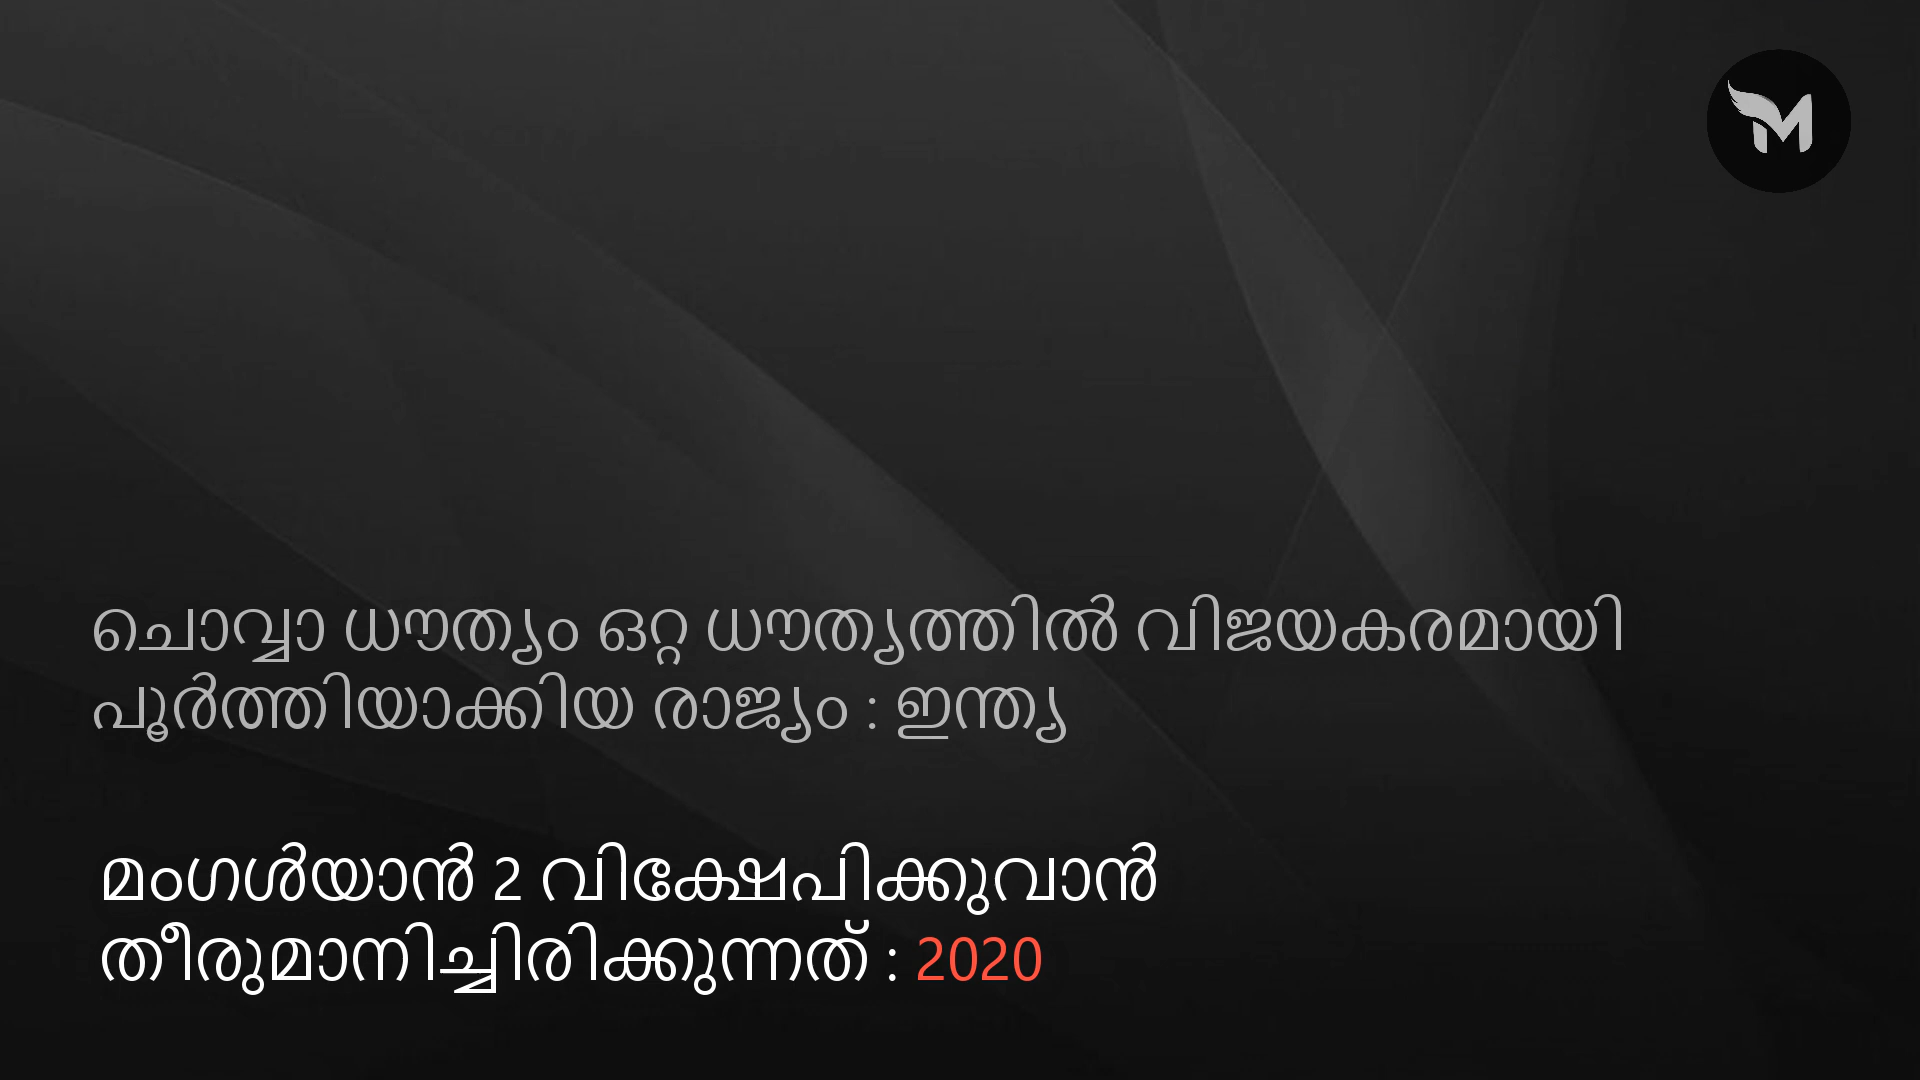 ചൊവ്വാ ധൗത്യം ഒറ്റ ധൗത്യത്തിൽ വിജയകരമായി
പൂർത്തിയാക്കിയ രാജ്യം : ഇന്ത്യ
മംഗൾയാൻ 2 വിക്ഷേപിക്കുവാൻ
തീരുമാനിച്ചിരിക്കുന്നത് : 2020